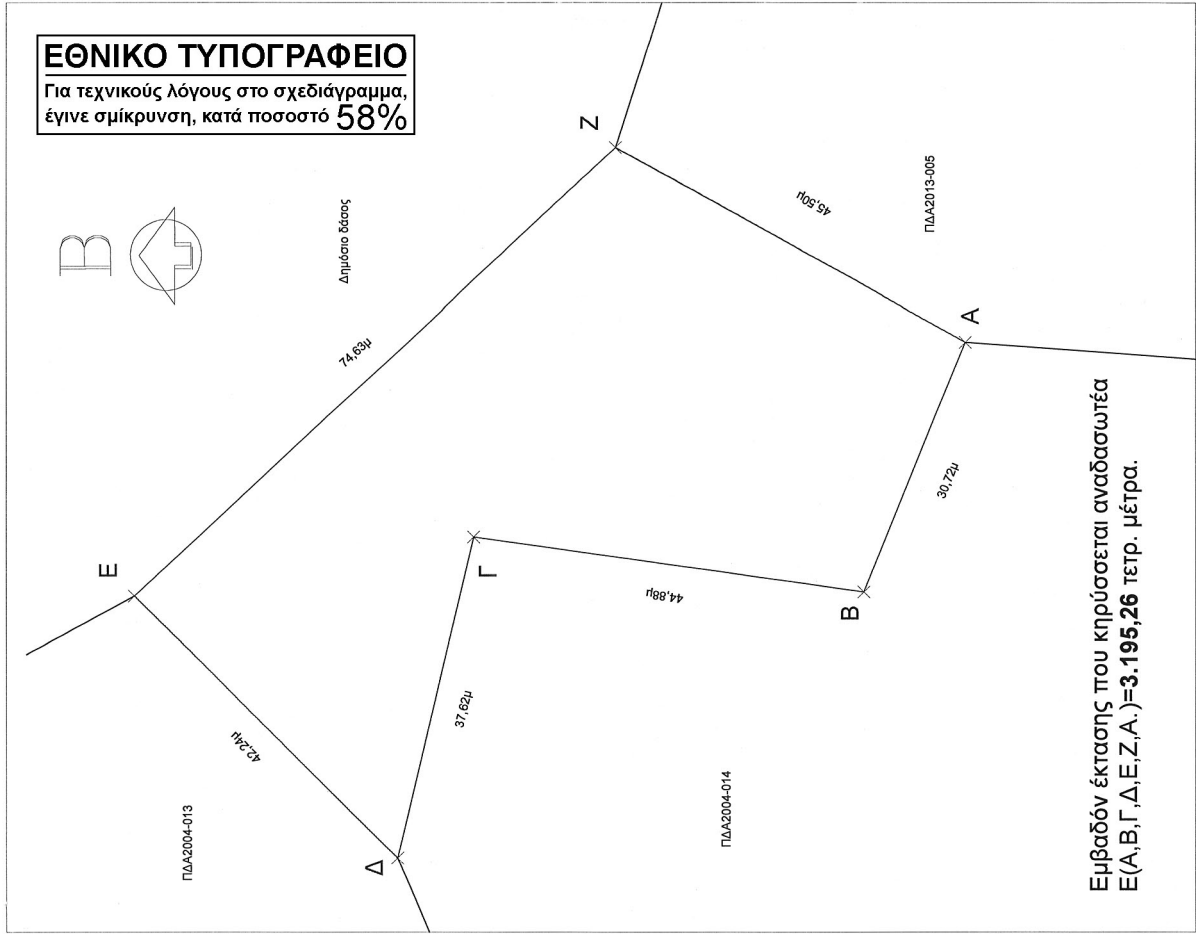 ΕΘΝΙΚΟ ΤΥΠΟΓΡΑΦΕΙΟ
Για τεχνικούς λόγους στο σχεδιάγραμμα,
έγινε σμίκρυνση, κατά ποσοστό 58%
Β
Δημόσιο δάσος
Ζ
45,50μ
ΠΔΑ2013-005
74,63μ
Α
Ε
30,72μ
Γ
44,88μ
Β
37,62μ
42,24μ
Δ
ΠΔΑ2004-013
ΠΔΑ2004-014
Εμβαδόν έκτασης που κηρύσσεται αναδασωτέα
Ε(Α,Β,Γ,Δ,Ε,Ζ,Α.)=3.195,26 τετρ. μέτρα.